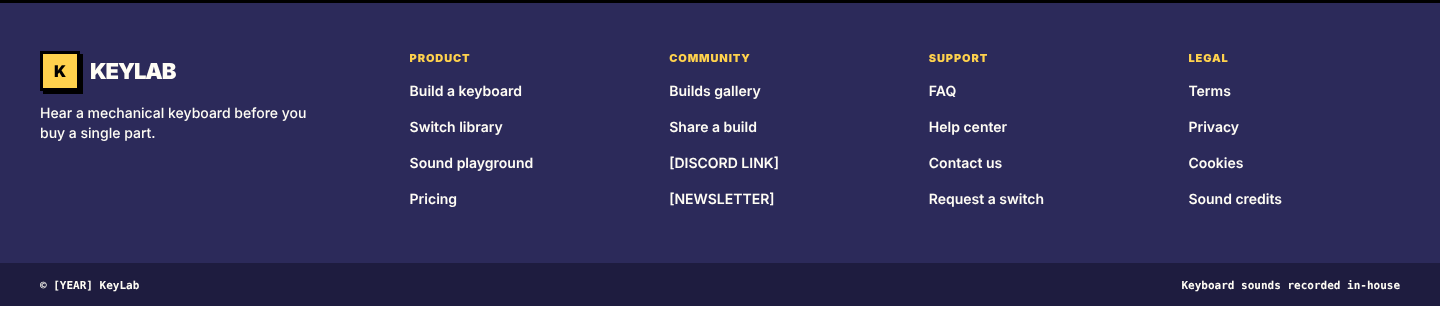 K
KEYLAB
Hear a mechanical keyboard before you
buy a single part.
PRODUCT
Build a keyboard
Switch library
Sound playground
Pricing
COMMUNITY
Builds gallery
Share a build
[DISCORD LINK]
[NEWSLETTER]
SUPPORT
FAQ
Help center
Contact us
Request a switch
LEGAL
Terms
Privacy
Cookies
Sound credits
© [YEAR] KeyLab
Keyboard sounds recorded in-house